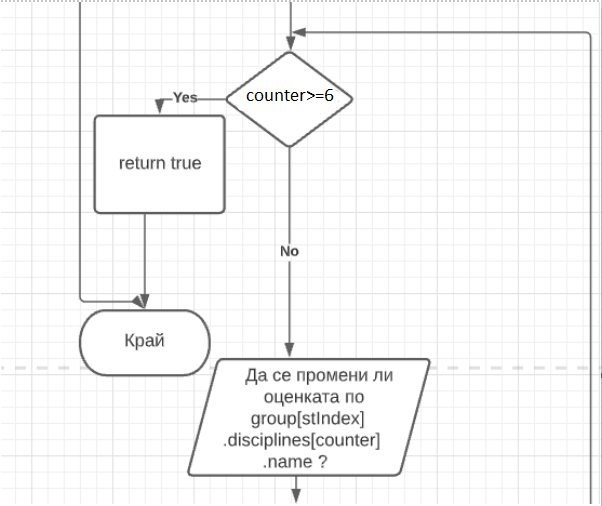 counter>=6
Yes
return true
No
Край
Да се промени ли
оценката по
group[stIndex]
.disciplines[counter]
.name ?